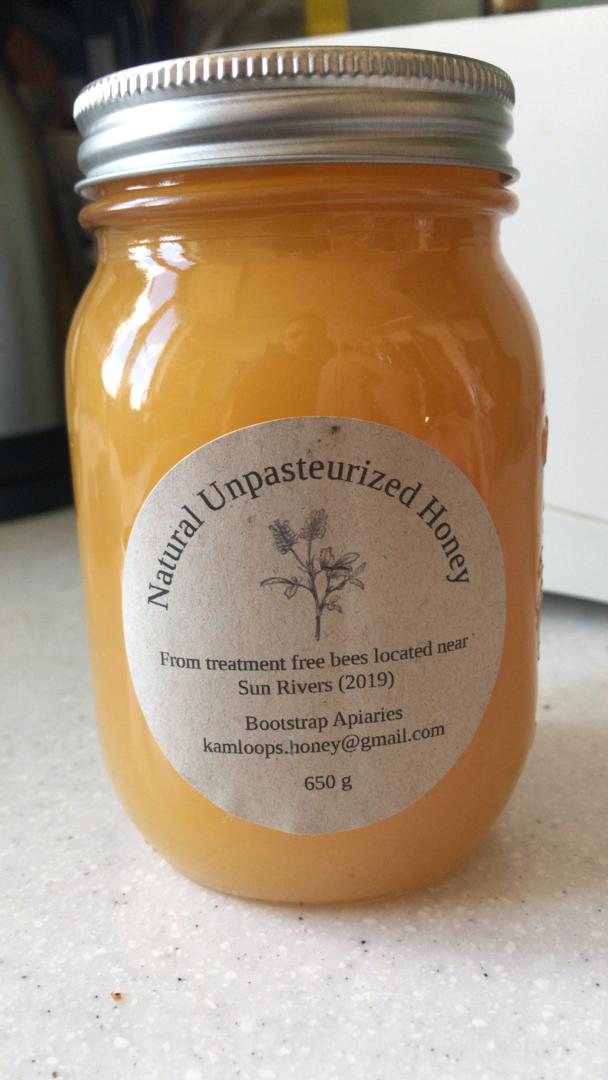 Natural Unpasteurized Honey
From treatment free bees located near
Sun Rivers (2019)
Bootstrap Apiaries
kamloops.honey@gmail.com
650 g